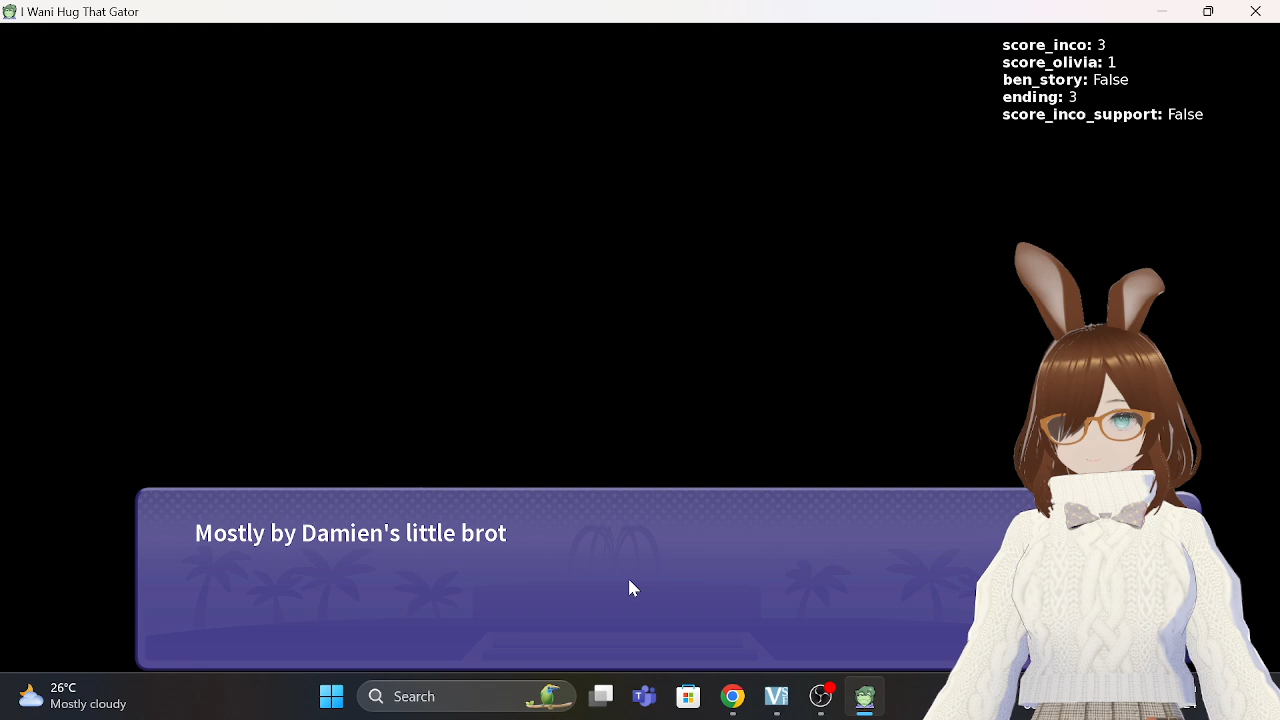 I Wani Hug That Gator
score_inco: 3
score_olivia: 1
ben_story: False
ending: 3
score_inco_support: False
Mostly by Damien's little brot
26°C
Mostly cloudy
Search